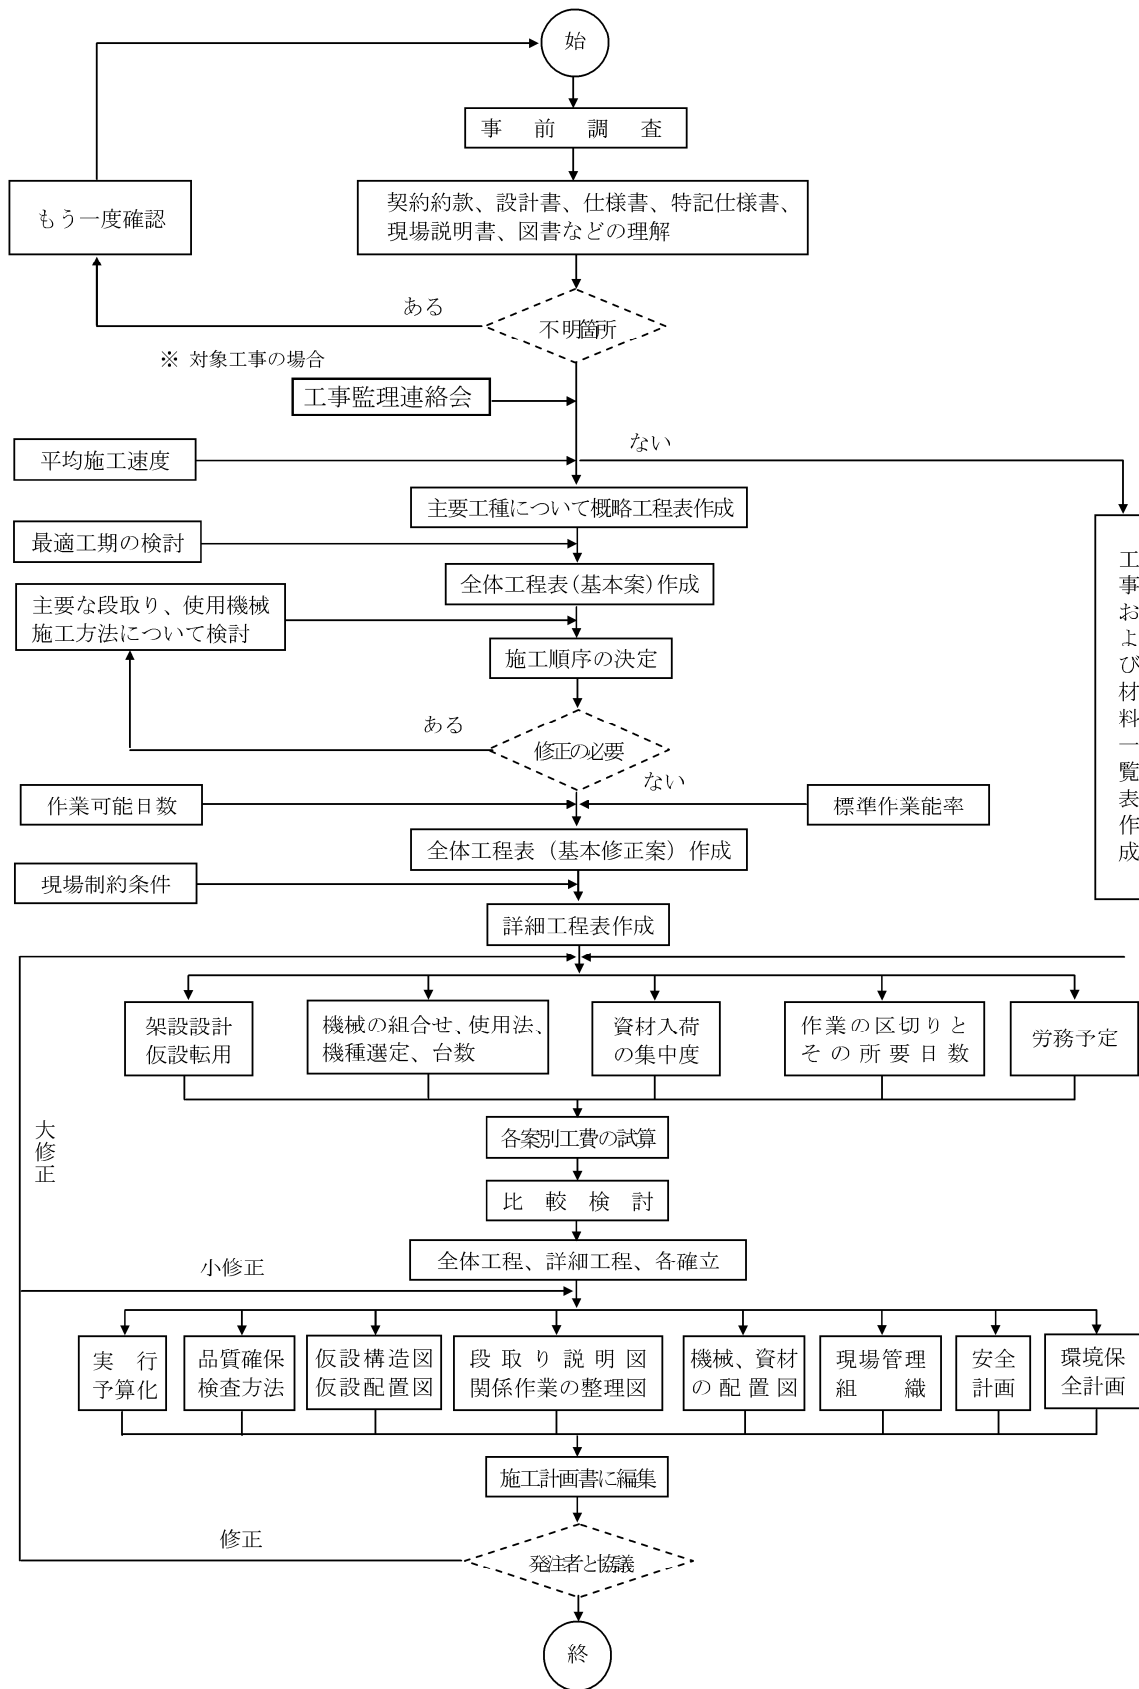 始
事前調査
もう一度確認
契約約款、設計書、仕様書、特記仕様書、
現場説明書、図書などの理解
ある
不明箇所
※ 対象工事の場合
工事監理連絡会
ない
平均施工速度
主要工種について概略工程表作成
最適工期の検討
工事および材料一覧表作成
全体工程表(基本案)作成
主要な段取り、使用機械
施工方法について検討
施工順序の決定
ある
修正の必要
ない
作業可能日数
標準作業能率
全体工程表（基本修正案）作成
現場制約条件
詳細工程表作成
架設設計
仮設転用
機械の組合せ、使用法、
機種選定、台数
資材入荷
の集中度
作業の区切りと
その所要日数
労務予定
大修正
各案別工費の試算
比較検討
全体工程、詳細工程、各確立
小修正
実行
予算化
品質確保
検査方法
仮設構造図
仮設配置図
段取り説明図
関係作業の整理図
機械、資材
の配置図
現場管理
組織
安全
計画
環境保
全計画
施工計画書に編集
修正
発注者と協議
終